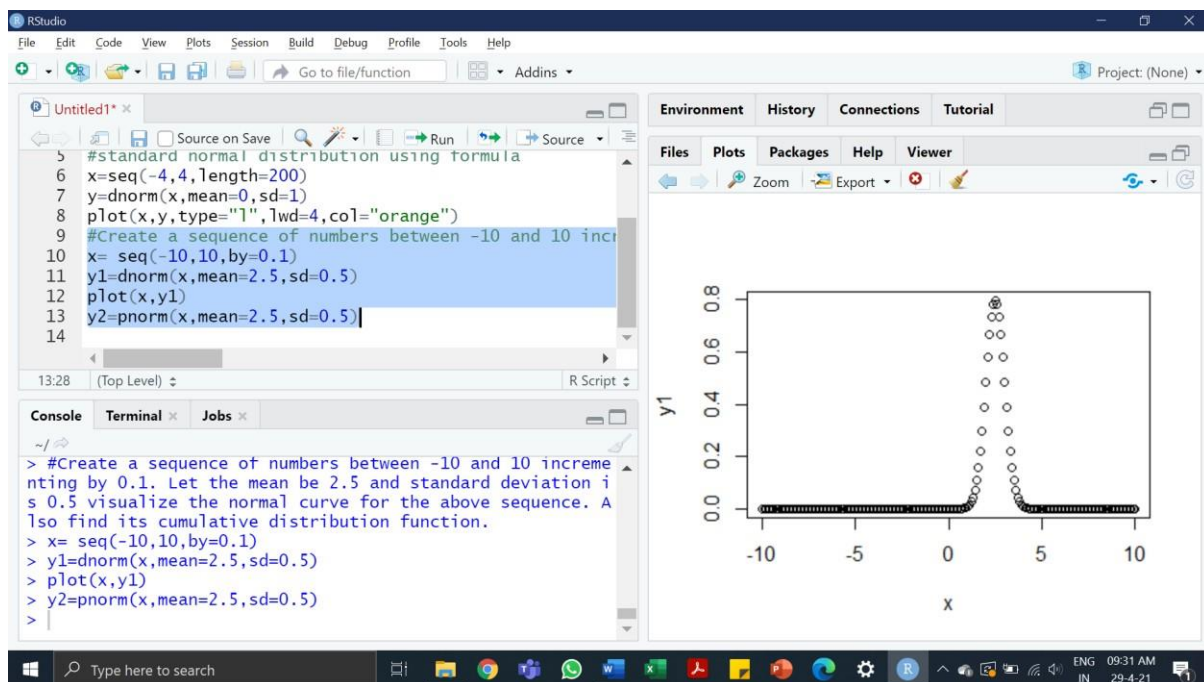 RStudio
File Edit Code View Plots Session Build Debug Profile Tools Help
Go to file/function Addins Project: (None)
Untitled1*
Source on Save Run Source
5 #standard normal distribution using formula
6 x=seq(-4,4,length=200)
7 y=dnorm(x,mean=0,sd=1)
8 plot(x,y,type="l",lwd=4,col="orange")
9 #Create a sequence of numbers between -10 and 10 incr
10 x= seq(-10,10,by=0.1)
11 y1=dnorm(x,mean=2.5,sd=0.5)
12 plot(x,y1)
13 y2=pnorm(x,mean=2.5,sd=0.5)
14
13:28 (Top Level) R Script
Console Terminal Jobs
~/
> #Create a sequence of numbers between -10 and 10 increme
nting by 0.1. Let the mean be 2.5 and standard deviation i
s 0.5 visualize the normal curve for the above sequence. A
lso find its cumulative distribution function.
> x= seq(-10,10,by=0.1)
> y1=dnorm(x,mean=2.5,sd=0.5)
> plot(x,y1)
> y2=pnorm(x,mean=2.5,sd=0.5)
>
Environment History Connections Tutorial
Files Plots Packages Help Viewer
Zoom Export
0.8
0.6
0.4
0.2
0.0
y1
-10 -5 0 5 10
x
Type here to search
ENG 09:31 AM
IN 29-4-21